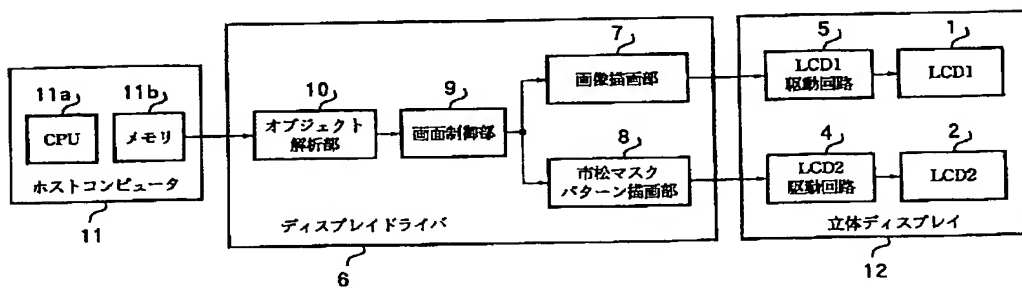 11a
CPU
11b
メモリ
ホストコンピュータ
11
10
オブジェクト
解析部
9
画面制御部
7
画像描画部
8
市松マスク
パターン描画部
ディスプレイドライバ
6
5
LCD1
駆動回路
1
LCD1
4
LCD2
駆動回路
2
LCD2
立体ディスプレイ
12